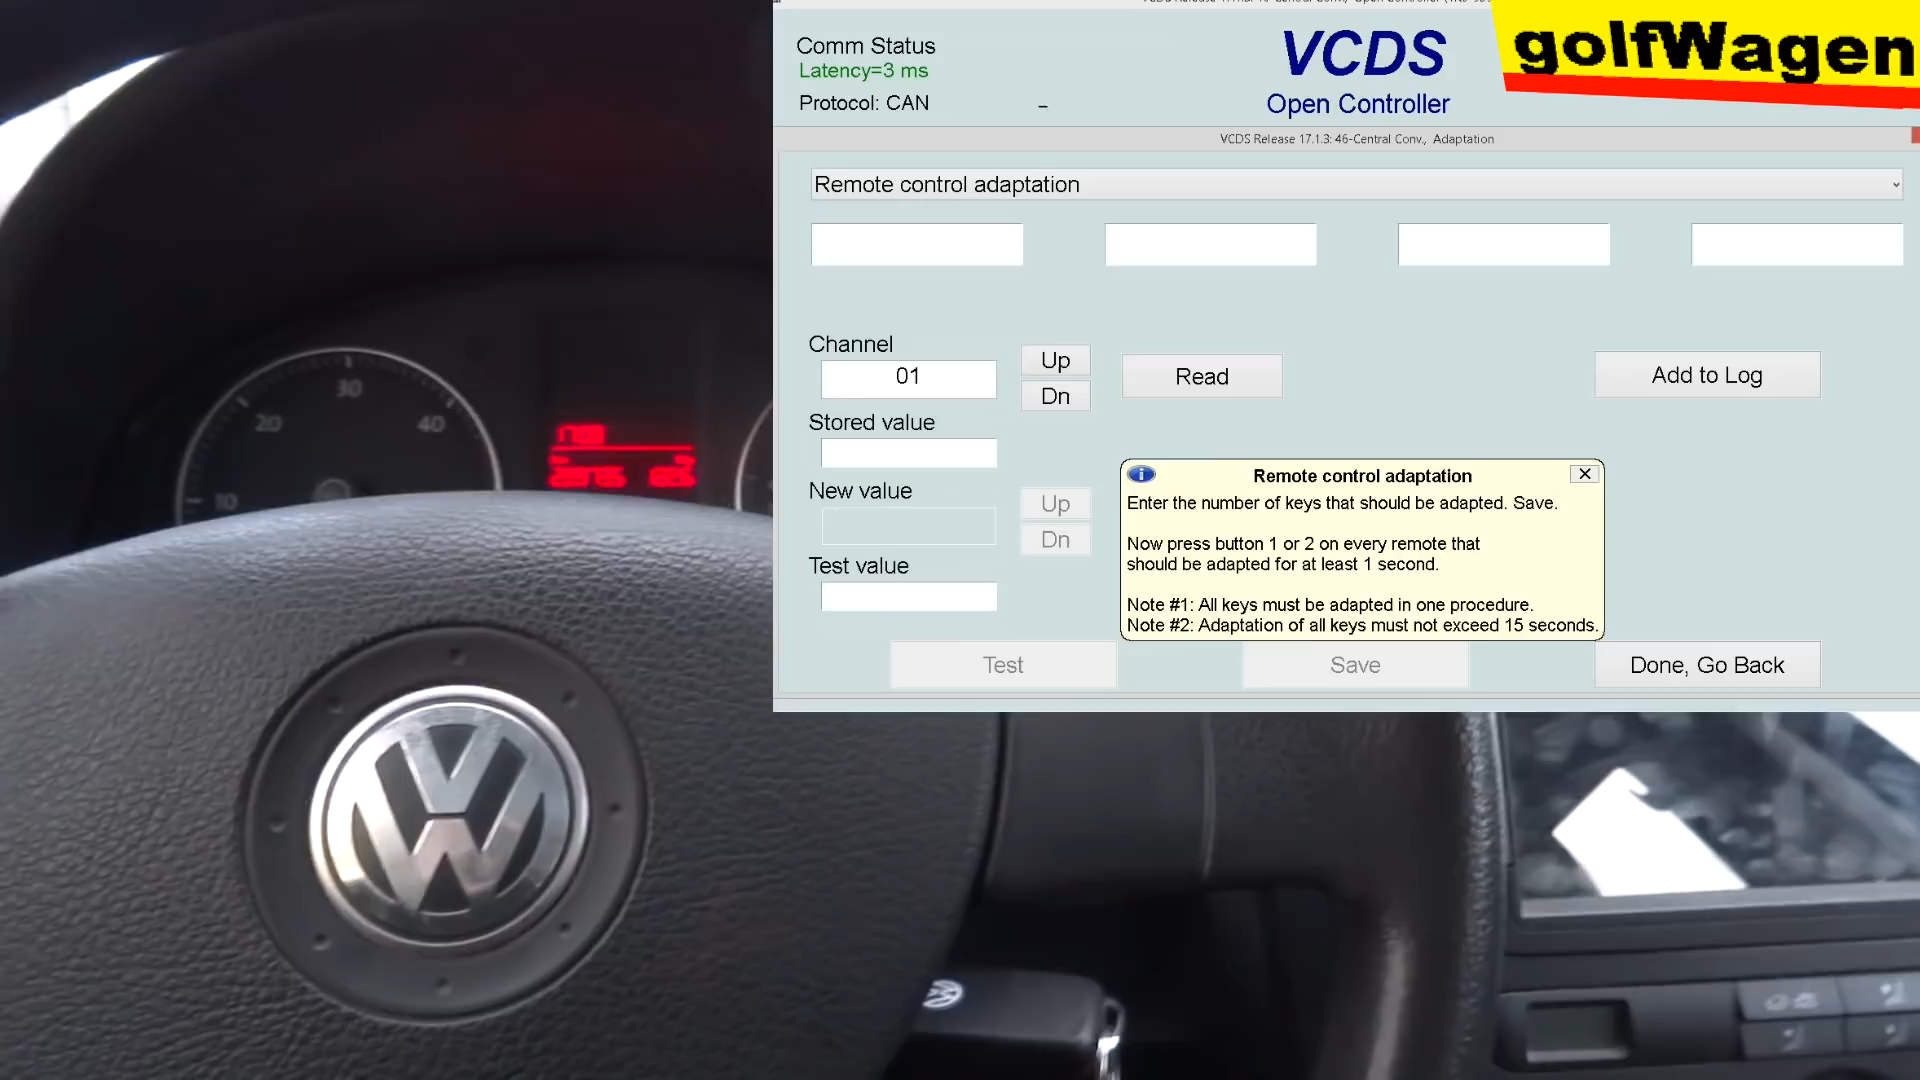 Comm Status
Latency=3 ms
Protocol: CAN
–
VCDS
Open Controller
golfWagen
VCDS Release 17.1.3: 46-Central Conv., Adaptation
Remote control adaptation
Channel
01
Up
Dn
Read
Add to Log
Stored value
New value
Up
Dn
Test value
Remote control adaptation
Enter the number of keys that should be adapted. Save.
Now press button 1 or 2 on every remote that
should be adapted for at least 1 second.
Note #1: All keys must be adapted in one procedure.
Note #2: Adaptation of all keys must not exceed 15 seconds.
Test
Save
Done, Go Back
10
20
30
40